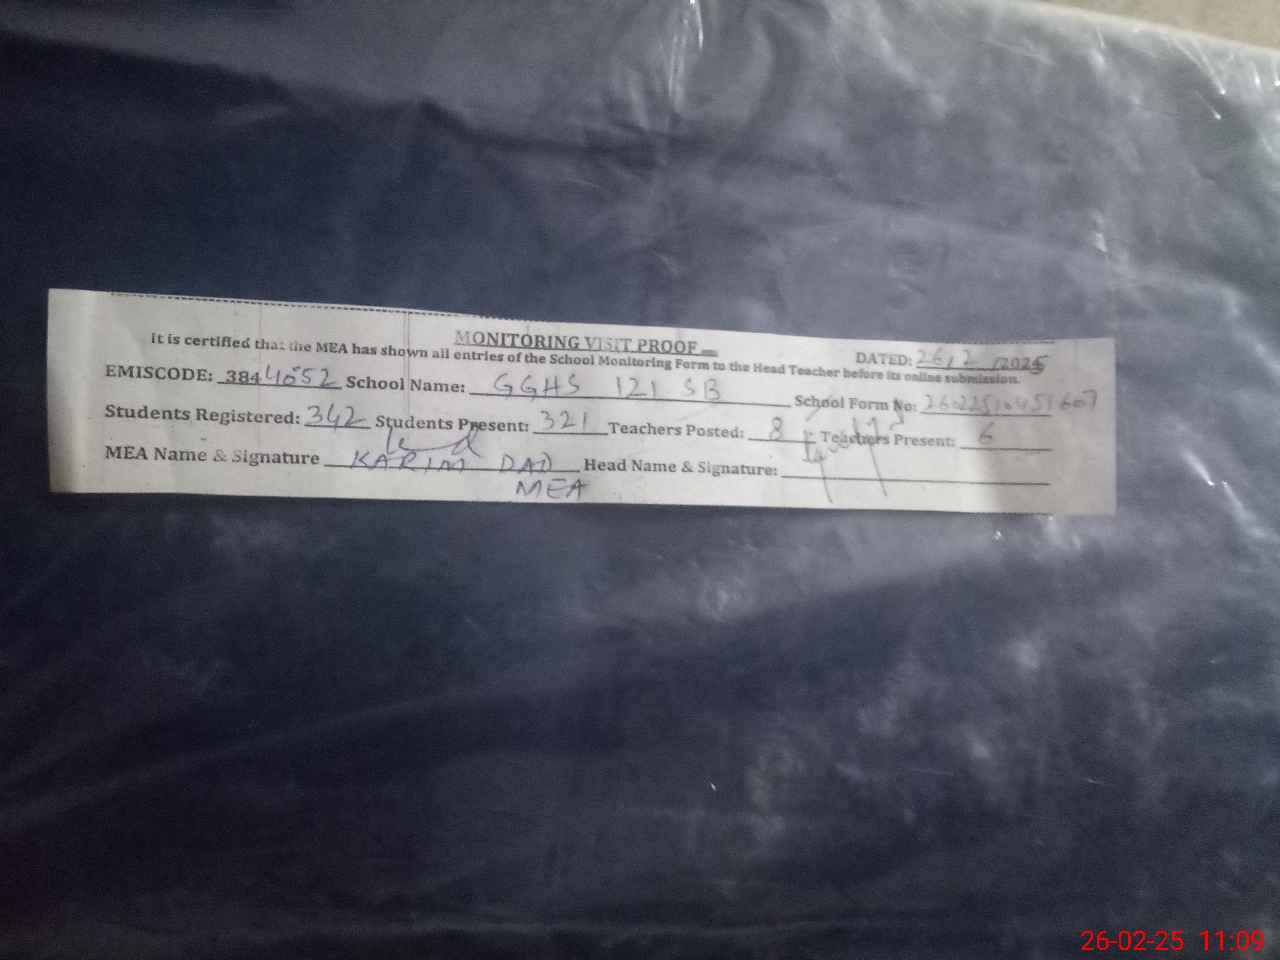 MONITORING VISIT PROOF
DATED: 26/2/2025
it is certified that the MEA has shown all entries of the School Monitoring Form to the Head Teacher before its online submission.
EMISCODE: 3844052 School Name: GGHS 121 SB School Form No:
Students Registered: 342 Students Present: 321 Teachers Posted: 8 Teachers Present: 6
MEA Name & Signature KARIM DAD Head Name & Signature:
MEA
26-02-25 11:09